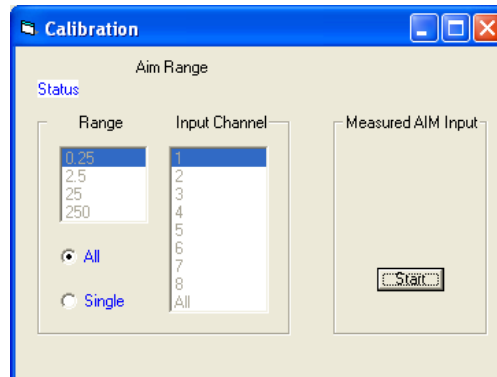 Calibration
Aim Range
Status
Range
Input Channel
Measured AIM Input
0.25
2.5
25
250
All
Single
1
2
3
4
5
6
7
8
All
Start